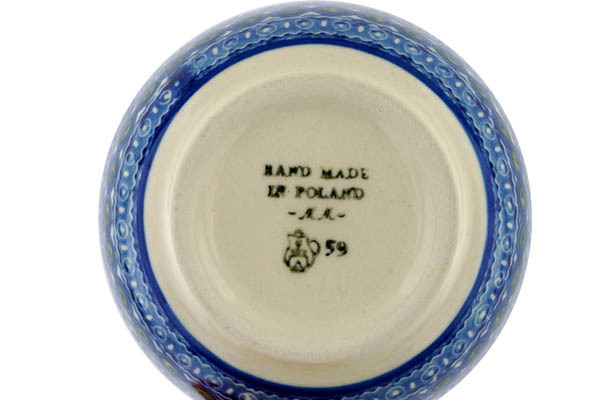 HAND MADE
IN POLAND
- A.A. -
59